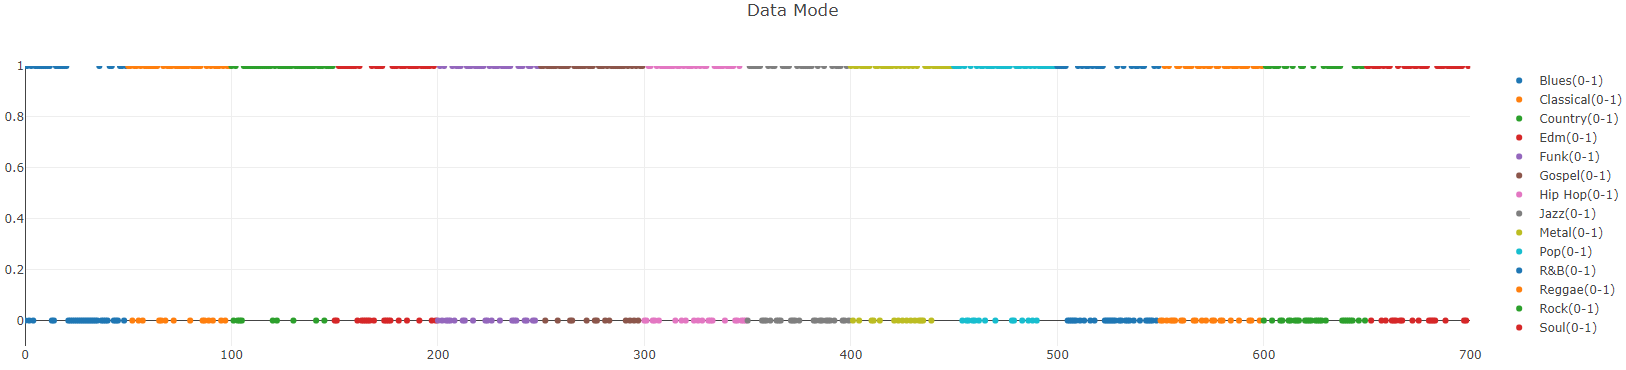 Data Mode
1
0.8
0.6
0.4
0.2
0
0 100 200 300 400 500 600 700
Blues(0-1)
Classical(0-1)
Country(0-1)
Edm(0-1)
Funk(0-1)
Gospel(0-1)
Hip Hop(0-1)
Jazz(0-1)
Metal(0-1)
Pop(0-1)
R&B(0-1)
Reggae(0-1)
Rock(0-1)
Soul(0-1)